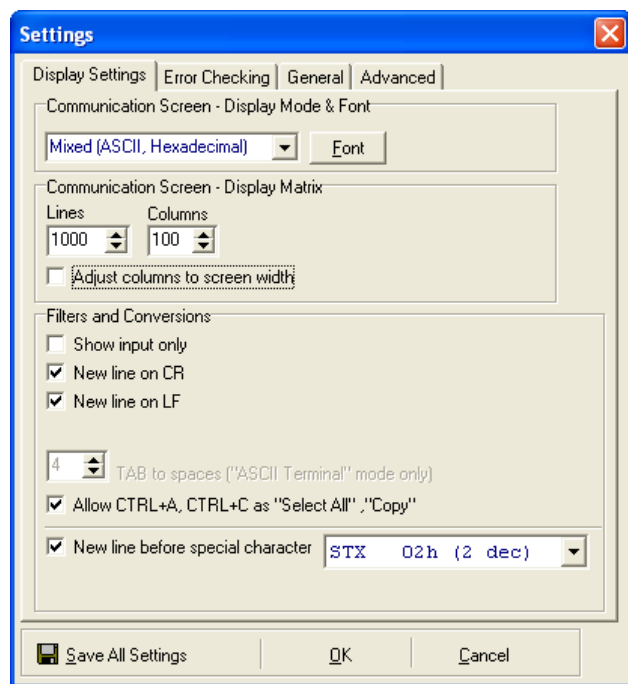 Settings
Display Settings Error Checking General Advanced
Communication Screen - Display Mode & Font
Mixed (ASCII, Hexadecimal) Font
Communication Screen - Display Matrix
Lines Columns
1000 100
Adjust columns to screen width
Filters and Conversions
Show input only
New line on CR
New line on LF
4 TAB to spaces ("ASCII Terminal" mode only)
Allow CTRL+A, CTRL+C as "Select All" ,"Copy"
New line before special character STX 02h (2 dec)
Save All Settings OK Cancel